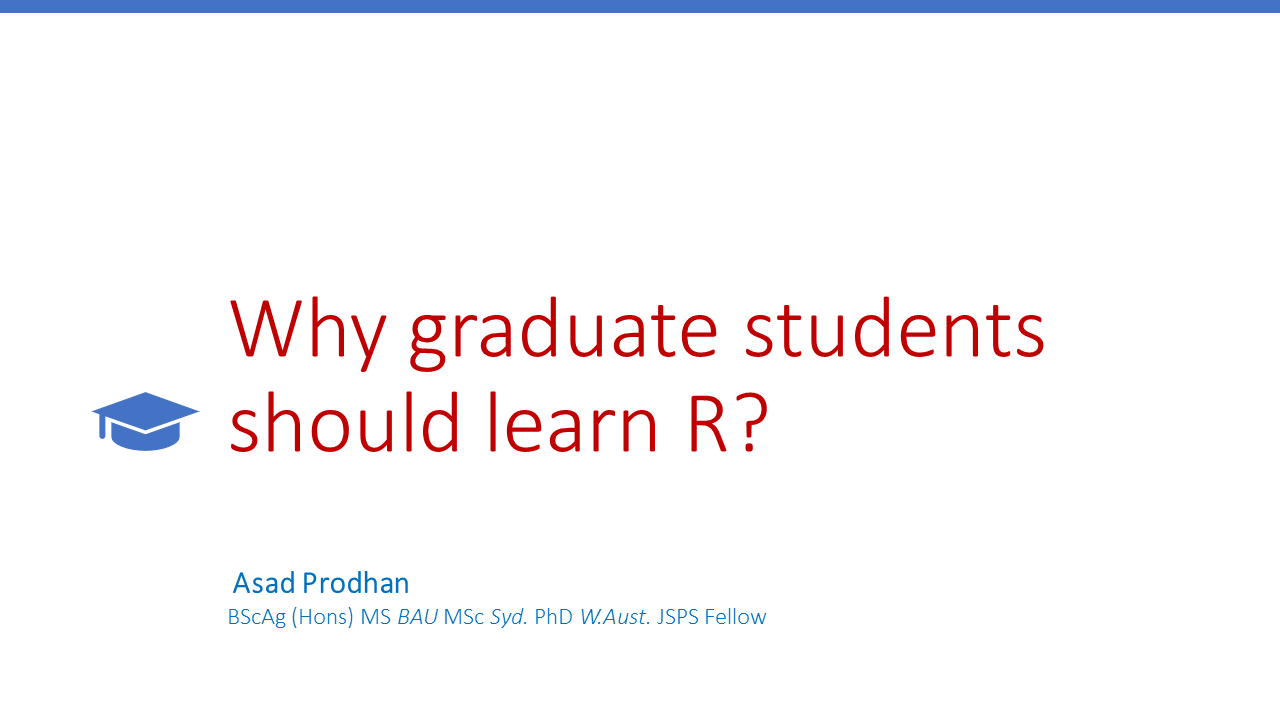 Why graduate students
should learn R?
Asad Prodhan
BScAg (Hons) MS BAU MSc Syd. PhD W.Aust. JSPS Fellow